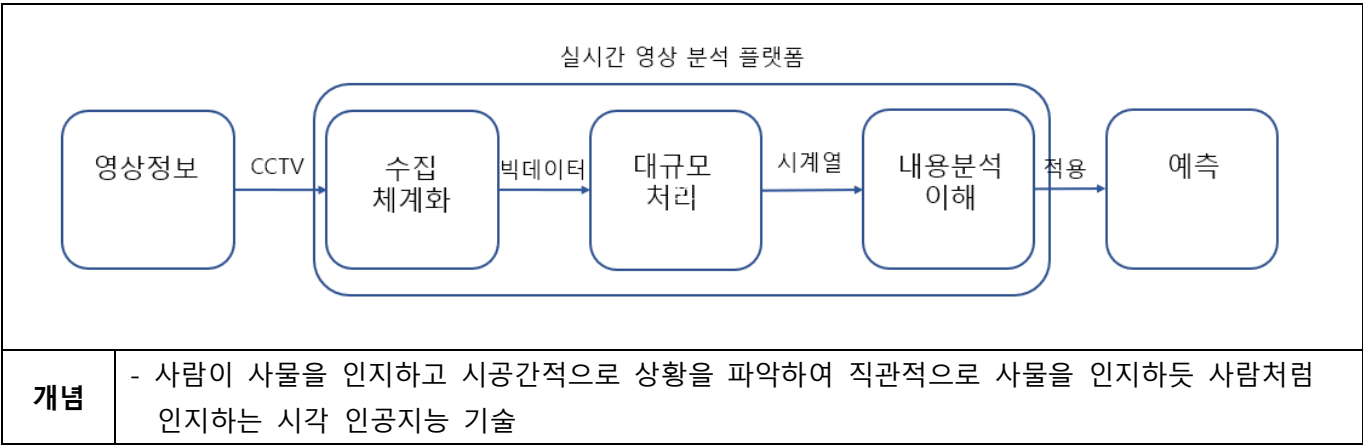 실시간 영상 분석 플랫폼
영상정보
CCTV
수집
체계화
빅데이터
대규모
처리
시계열
내용분석
이해
적용
예측
개념
- 사람이 사물을 인지하고 시공간적으로 상황을 파악하여 직관적으로 사물을 인지하듯 사람처럼
인지하는 시각 인공지능 기술